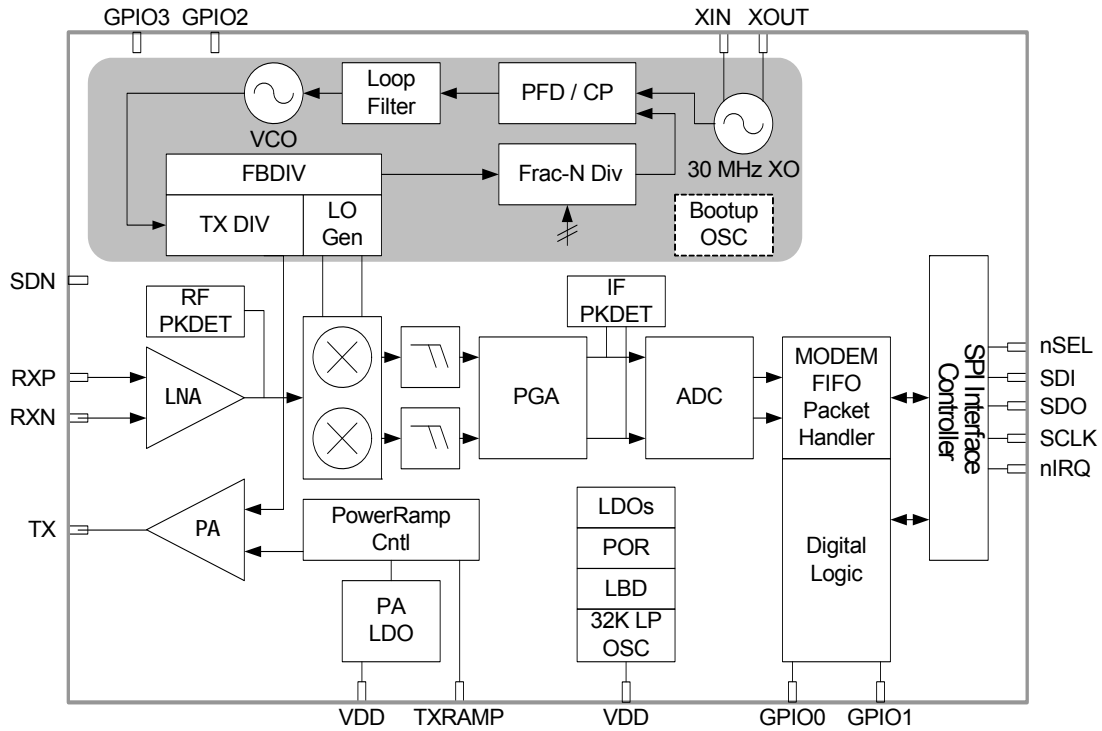 GPIO3 GPIO2
XIN XOUT
Loop
Filter
PFD / CP
VCO
30 MHz XO
FBDIV
Frac-N Div
TX DIV
LO
Gen
Bootup
OSC
SDN
RF
PKDET
IF
PKDET
RXP
RXN
LNA
PGA
ADC
MODEM
FIFO
Packet
Handler
SPI Interface
Controller
nSEL
SDI
SDO
SCLK
nIRQ
TX
PA
PowerRamp
Cntl
LDOs
POR
LBD
32K LP
OSC
Digital
Logic
PA
LDO
VDD
TXRAMP
VDD
GPIO0
GPIO1